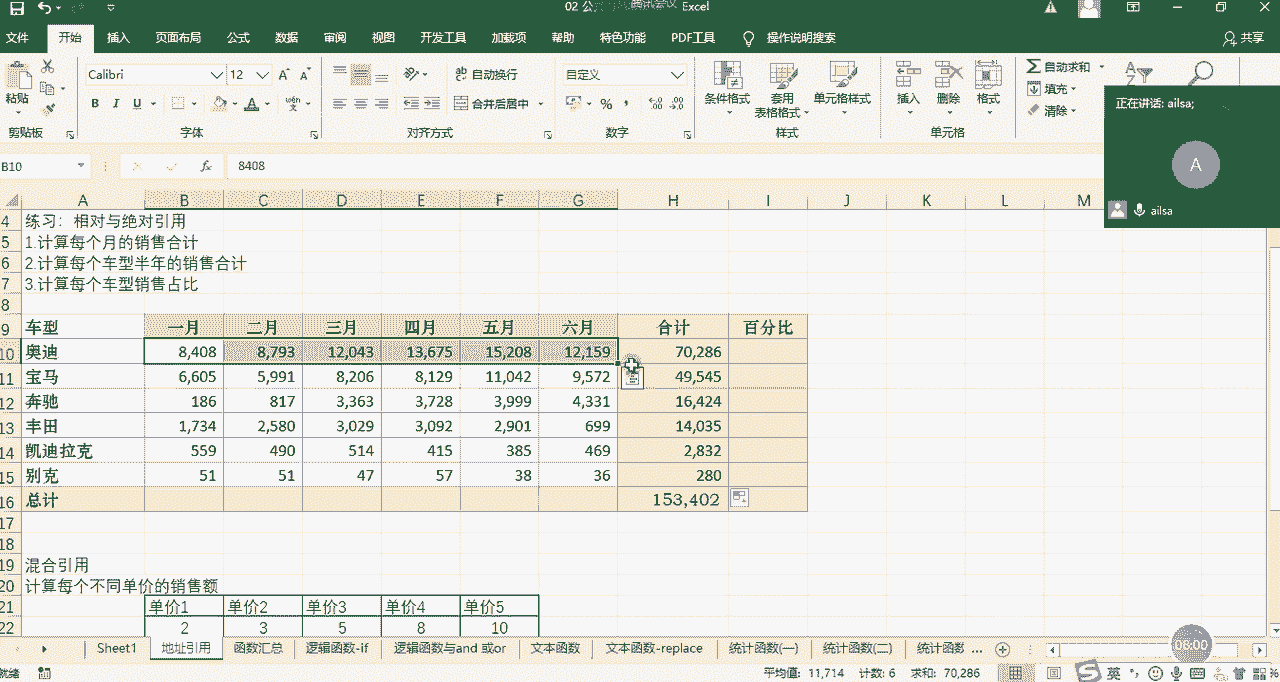 02 公 腾讯会议 Excel
文件 开始 插入 页面布局 公式 数据 审阅 视图 开发工具 加载项 帮助 特色功能 PDF工具 操作说明搜索 共享
粘贴 Calibri 12 自动换行 自定义 条件格式 套用 表格格式 单元格样式 插入 删除 格式 自动求和
B I U 合并后居中 填充
剪贴板 字体 对齐方式 数字 样式 单元格 清除
正在讲话: ailsa;
A
ailsa
B10 fx 8408
A B C D E F G H I J K L M
4 练习：相对与绝对引用
5 1.计算每个月的销售合计
6 2.计算每个车型半年的销售合计
7 3.计算每个车型销售占比
8
9 车型 一月 二月 三月 四月 五月 六月 合计 百分比
10 奥迪 8,408 8,793 12,043 13,675 15,208 12,159 70,286
11 宝马 6,605 5,991 8,206 8,129 11,042 9,572 49,545
12 奔驰 186 817 3,363 3,728 3,999 4,331 16,424
13 丰田 1,734 2,580 3,029 3,092 2,901 699 14,035
14 凯迪拉克 559 490 514 415 385 469 2,832
15 别克 51 51 47 57 38 36 280
16 总计 153,402
17
18
19 混合引用
20 计算每个不同单价的销售额
21 单价1 单价2 单价3 单价4 单价5
22 2 3 5 8 10
Sheet1 地址引用 函数汇总 逻辑函数-if 逻辑函数与and 或or 文本函数 文本函数-replace 统计函数(一) 统计函数(二) 统计函数 ...
08:00
就绪 平均值: 11,714 计数: 6 求和: 70,286 英